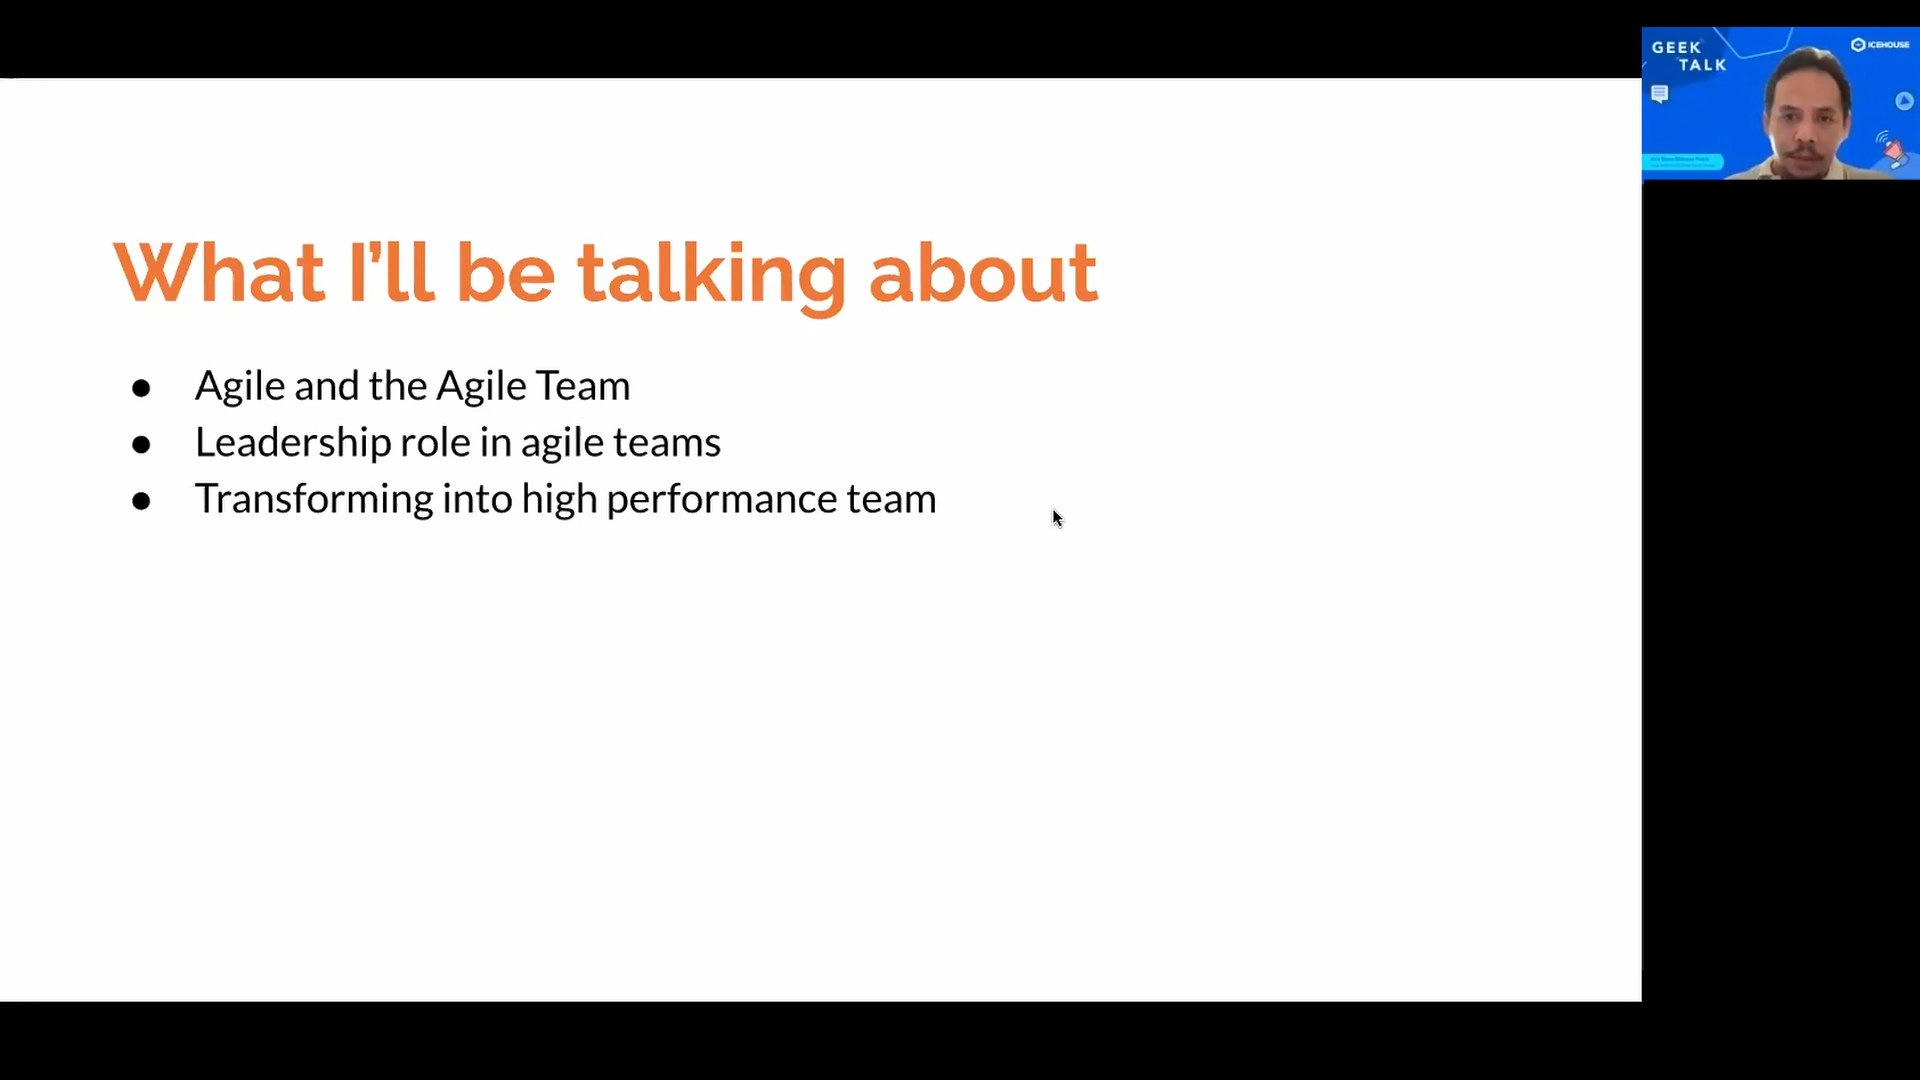 What I’ll be talking about
● Agile and the Agile Team
● Leadership role in agile teams
● Transforming into high performance team
GEEK
TALK
ICEHOUSE